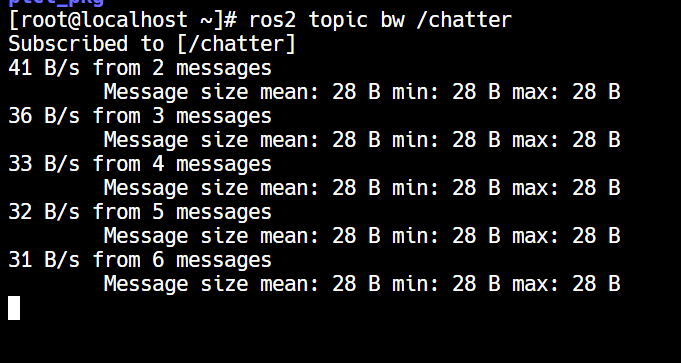 plot_pkg
[root@localhost ~]# ros2 topic bw /chatter
Subscribed to [/chatter]
41 B/s from 2 messages
        Message size mean: 28 B min: 28 B max: 28 B
36 B/s from 3 messages
        Message size mean: 28 B min: 28 B max: 28 B
33 B/s from 4 messages
        Message size mean: 28 B min: 28 B max: 28 B
32 B/s from 5 messages
        Message size mean: 28 B min: 28 B max: 28 B
31 B/s from 6 messages
        Message size mean: 28 B min: 28 B max: 28 B